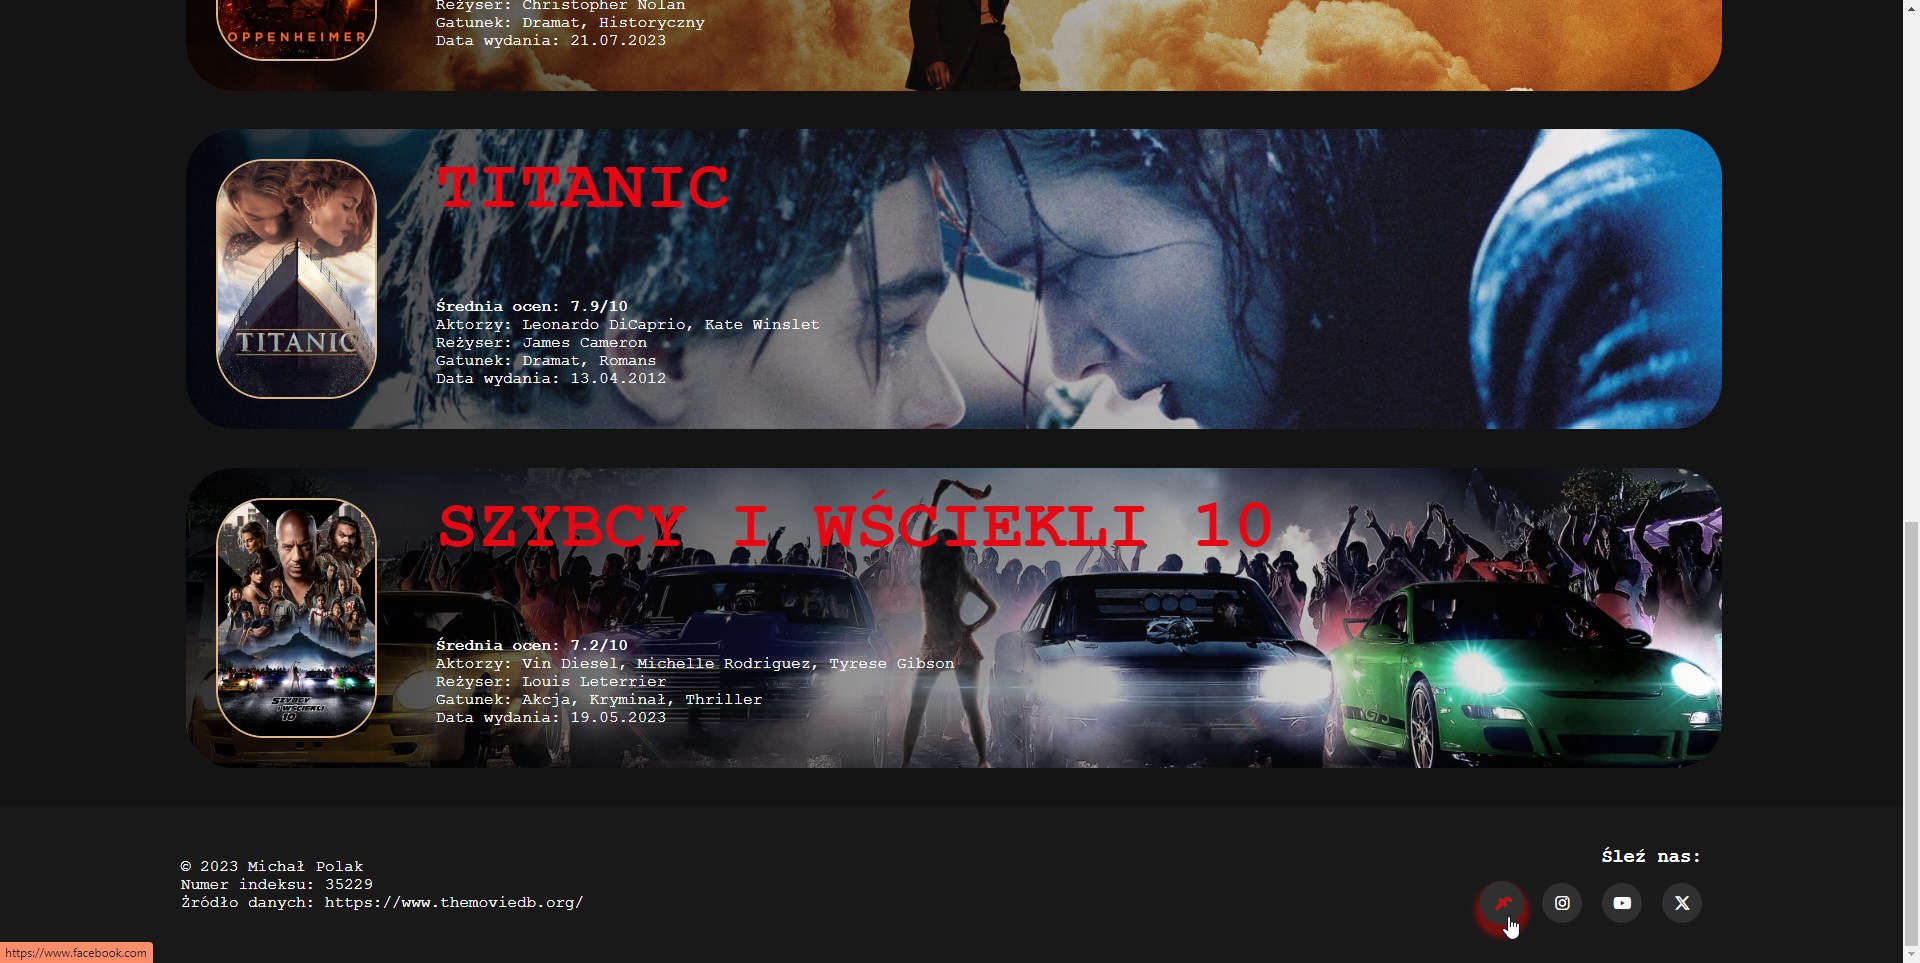 OPPENHEIMER
Reżyser: Christopher Nolan
Gatunek: Dramat, Historyczny
Data wydania: 21.07.2023
TITANIC
TITANIC
Średnia ocen: 7.9/10
Aktorzy: Leonardo DiCaprio, Kate Winslet
Reżyser: James Cameron
Gatunek: Dramat, Romans
Data wydania: 13.04.2012
SZYBCY I WŚCIEKLI 10
SZYBCY
I WŚCIEKLI
10
Średnia ocen: 7.2/10
Aktorzy: Vin Diesel, Michelle Rodriguez, Tyrese Gibson
Reżyser: Louis Leterrier
Gatunek: Akcja, Kryminał, Thriller
Data wydania: 19.05.2023
© 2023 Michał Polak
Numer indeksu: 35229
Źródło danych: https://www.themoviedb.org/
Śleź nas:
https://www.facebook.com